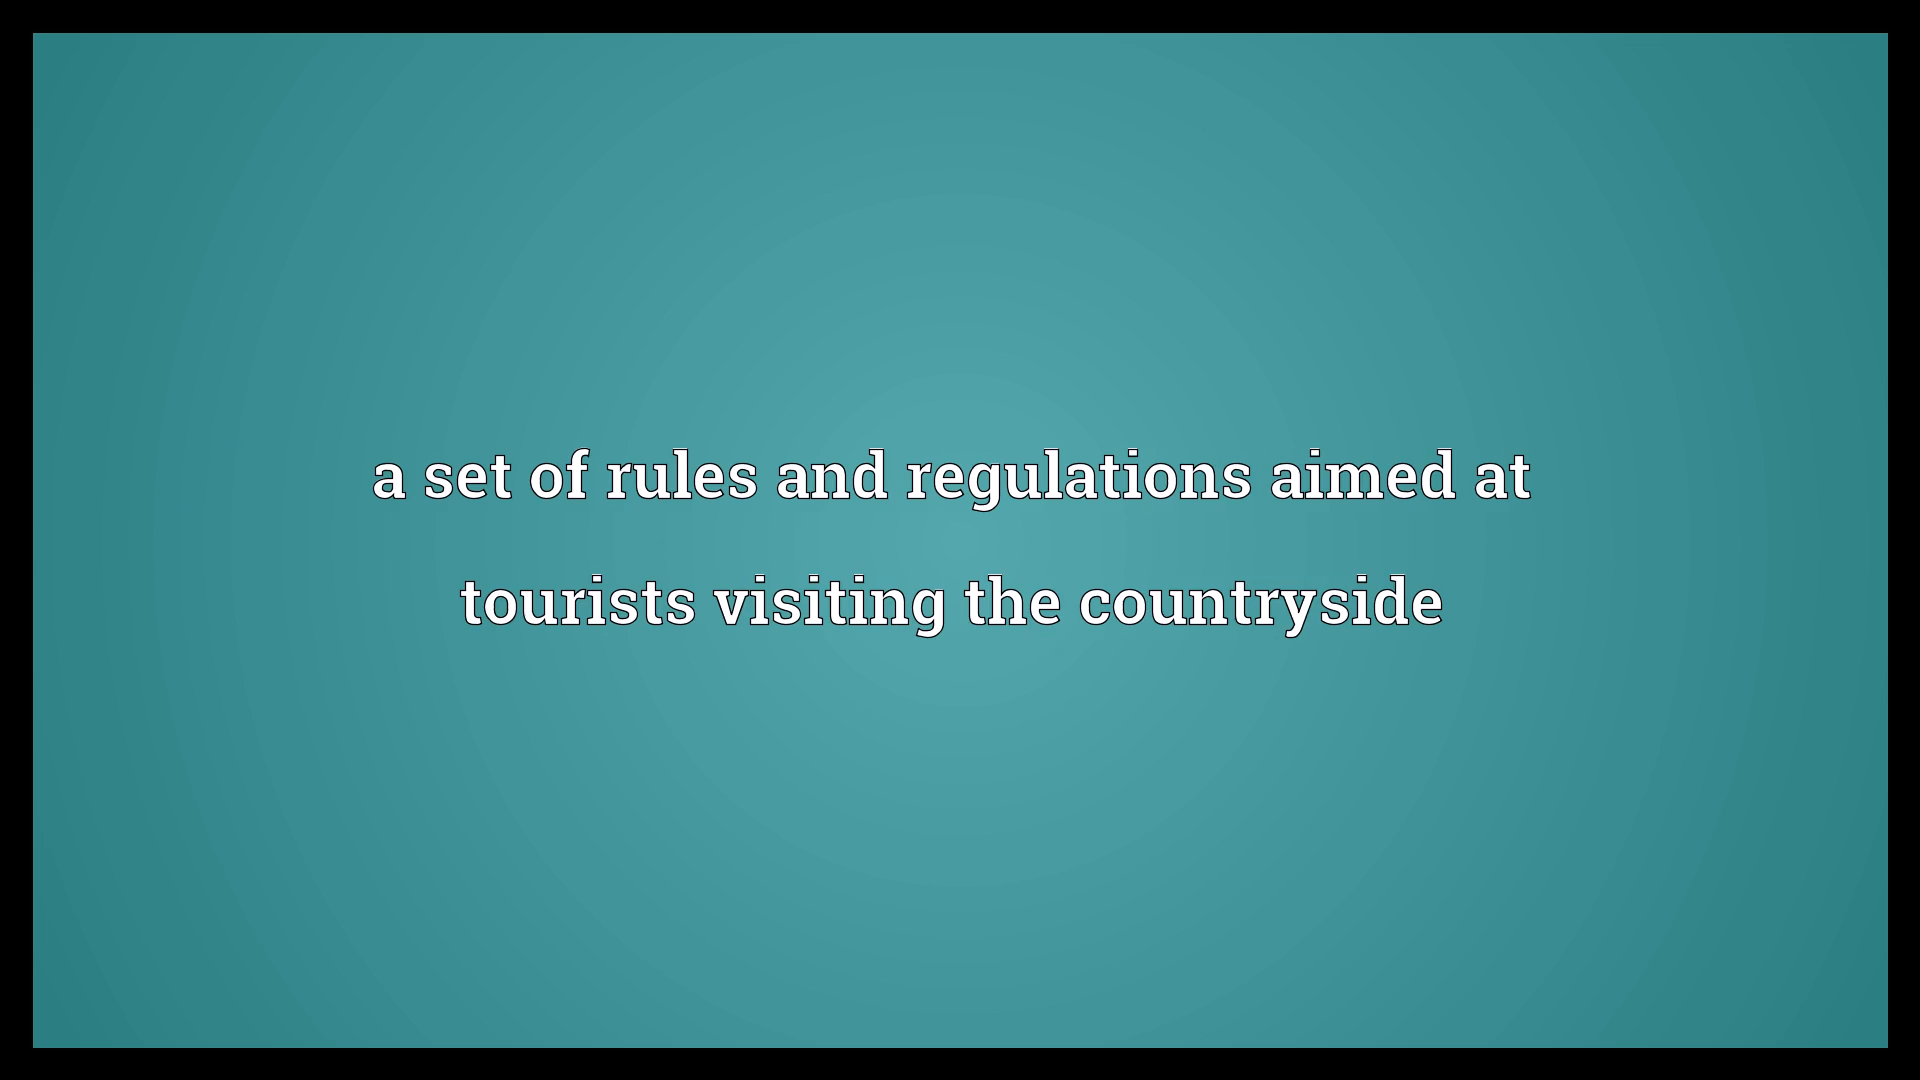 a set of rules and regulations aimed at
tourists visiting the countryside